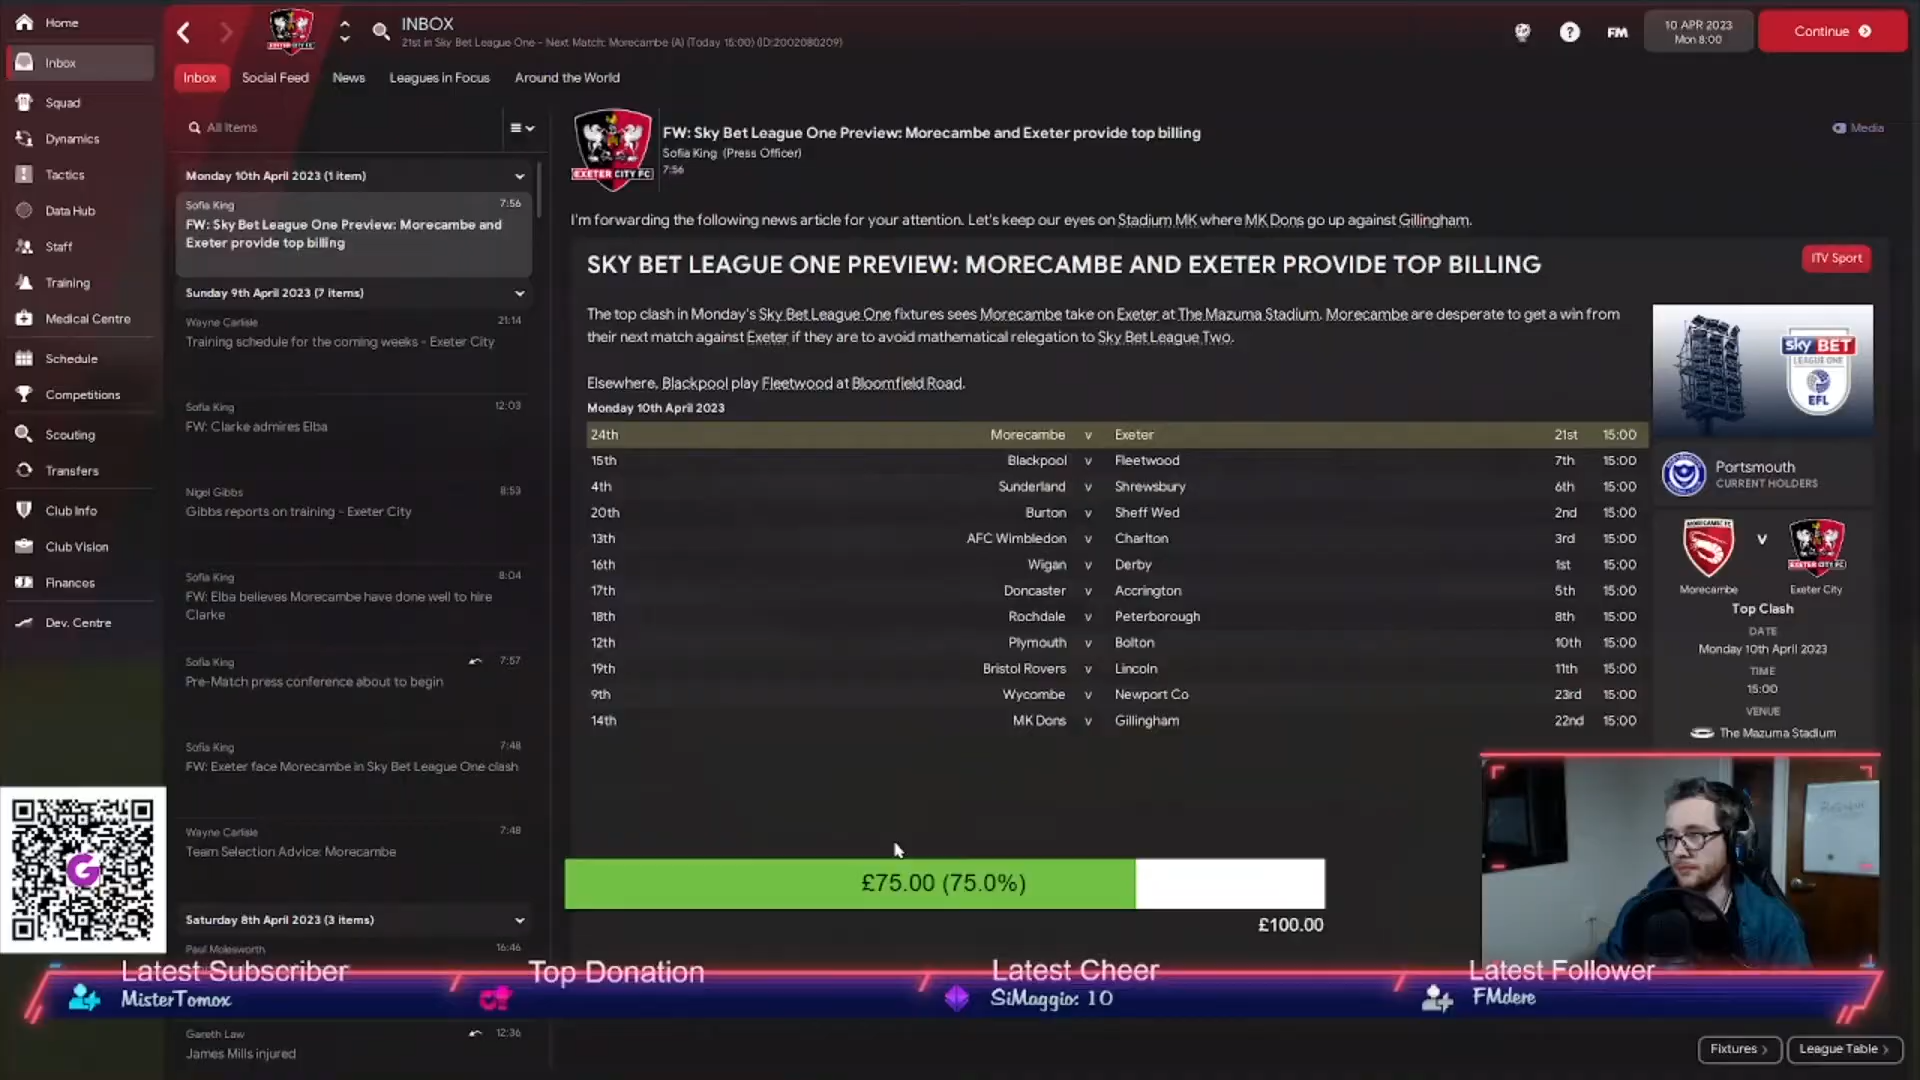 Home
Inbox
Squad
Dynamics
Tactics
Data Hub
Staff
Training
Medical Centre
Schedule
Competitions
Scouting
Transfers
Club Info
Club Vision
Finances
Dev. Centre
EXETER CITY FC
INBOX
21st in Sky Bet League One - Next Match: Morecambe (A) (Today 15:00) (ID:2002080209)
FM
10 APR 2023
Mon 8:00
Continue
Inbox
Social Feed
News
Leagues in Focus
Around the World
All Items
Monday 10th April 2023 (1 item)
Sofia King 7:56
FW: Sky Bet League One Preview: Morecambe and
Exeter provide top billing
Sunday 9th April 2023 (7 items)
Wayne Carlisle 21:14
Training schedule for the coming weeks - Exeter City
Sofia King 12:03
FW: Clarke admires Elba
Nigel Gibbs 8:53
Gibbs reports on training - Exeter City
Sofia King 8:04
FW: Elba believes Morecambe have done well to hire
Clarke
Sofia King 7:57
Pre-Match press conference about to begin
Sofia King 7:48
FW: Exeter face Morecambe in Sky Bet League One clash
Wayne Carlisle 7:48
Team Selection Advice: Morecambe
Saturday 8th April 2023 (3 items)
Paul Molesworth 16:46
Gareth Law 12:36
James Mills injured
EXETER CITY FC
FW: Sky Bet League One Preview: Morecambe and Exeter provide top billing
Sofia King (Press Officer)
7:56
Media
I'm forwarding the following news article for your attention. Let's keep our eyes on Stadium MK where MK Dons go up against Gillingham.
SKY BET LEAGUE ONE PREVIEW: MORECAMBE AND EXETER PROVIDE TOP BILLING
ITV Sport
The top clash in Monday's Sky Bet League One fixtures sees Morecambe take on Exeter at The Mazuma Stadium. Morecambe are desperate to get a win from
their next match against Exeter if they are to avoid mathematical relegation to Sky Bet League Two.
Elsewhere, Blackpool play Fleetwood at Bloomfield Road.
Monday 10th April 2023
24th Morecambe v Exeter 21st 15:00
15th Blackpool v Fleetwood 7th 15:00
4th Sunderland v Shrewsbury 6th 15:00
20th Burton v Sheff Wed 2nd 15:00
13th AFC Wimbledon v Charlton 3rd 15:00
16th Wigan v Derby 1st 15:00
17th Doncaster v Accrington 5th 15:00
18th Rochdale v Peterborough 8th 15:00
12th Plymouth v Bolton 10th 15:00
19th Bristol Rovers v Lincoln 11th 15:00
9th Wycombe v Newport Co 23rd 15:00
14th MK Dons v Gillingham 22nd 15:00
sky BET
LEAGUE ONE
EFL
Portsmouth
CURRENT HOLDERS
MORECAMBE FC
v
EXETER CITY FC
Morecambe
Exeter City
Top Clash
DATE
Monday 10th April 2023
TIME
15:00
VENUE
The Mazuma Stadium
G
£75.00 (75.0%)
£100.00
Latest Subscriber
MisterTomox
Top Donation
Latest Cheer
SiMaggio: 10
Latest Follower
FMdere
Fixtures
League Table